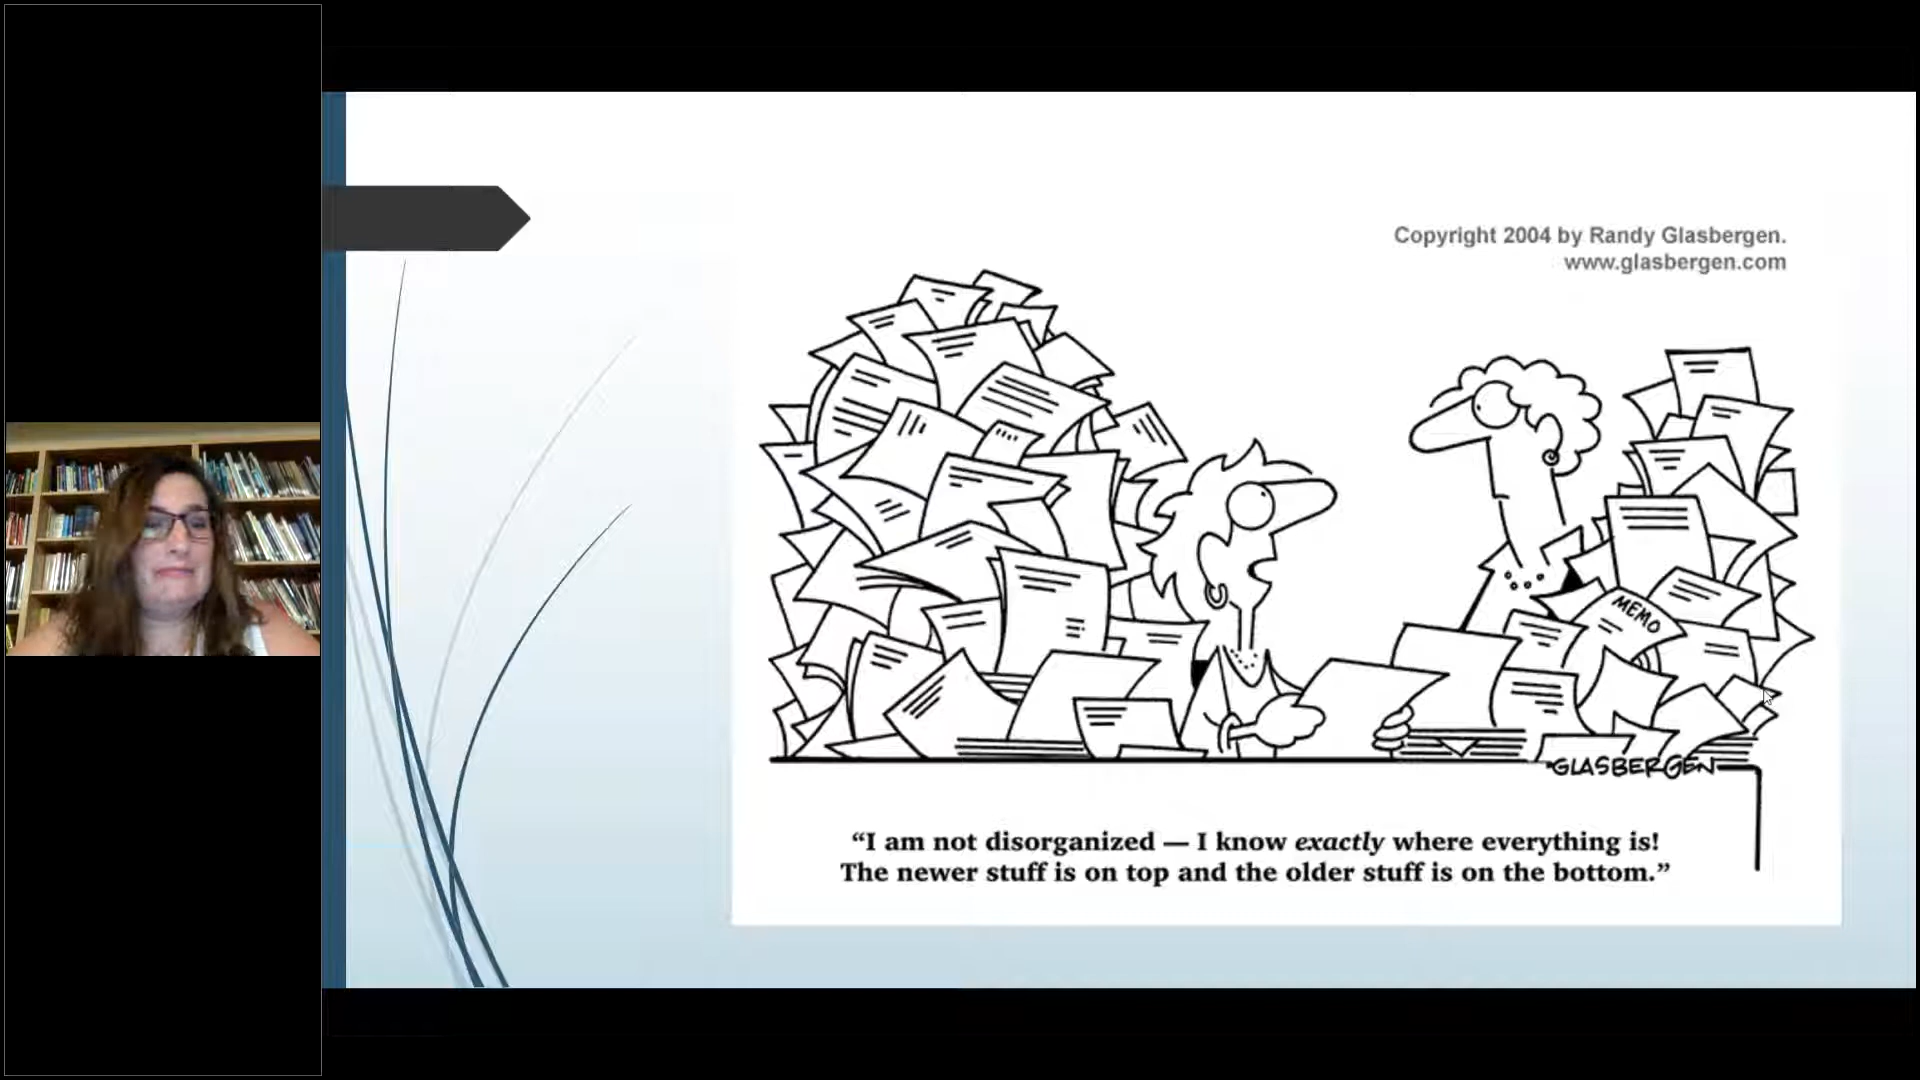 Copyright 2004 by Randy Glasbergen.
www.glasbergen.com
MEMO
GLASBERGEN
“I am not disorganized — I know exactly where everything is!
The newer stuff is on top and the older stuff is on the bottom.”